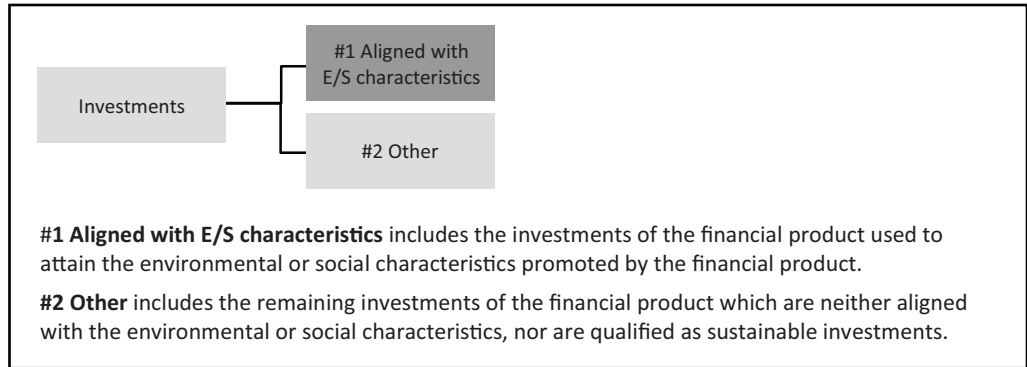 #1 Aligned with
E/S characteristics
Investments
#2 Other
#1 Aligned with E/S characteristics includes the investments of the financial product used to
attain the environmental or social characteristics promoted by the financial product.
#2 Other includes the remaining investments of the financial product which are neither aligned
with the environmental or social characteristics, nor are qualified as sustainable investments.